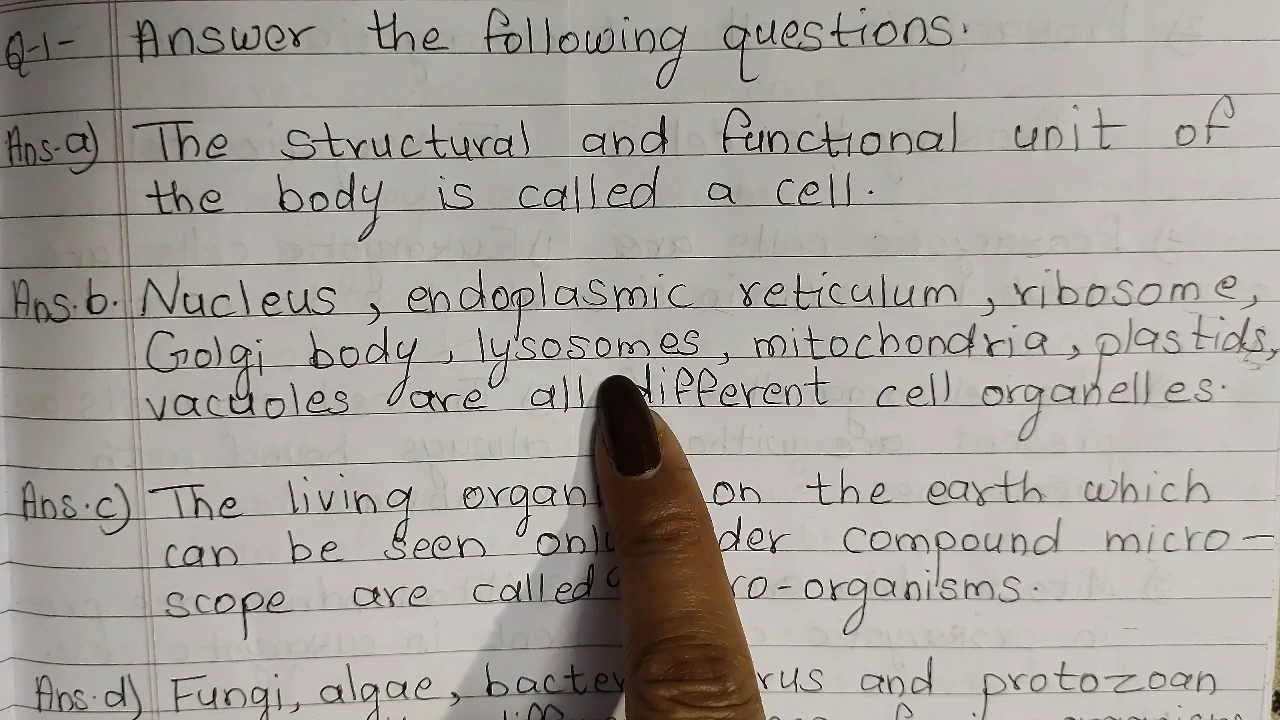 Q-1- Answer the following questions.
Ans.a) The structural and functional unit of
the body is called a cell.
Ans.b. Nucleus, endoplasmic reticulum, ribosome,
Golgi body, lysosomes, mitochondria, plastids,
vacuoles are all different cell organelles.
Ans.c) The living on the earth which
can be seen compound micro-
scope are called ro-organisms.
Ans.d) Fungi, algae, and protozoan